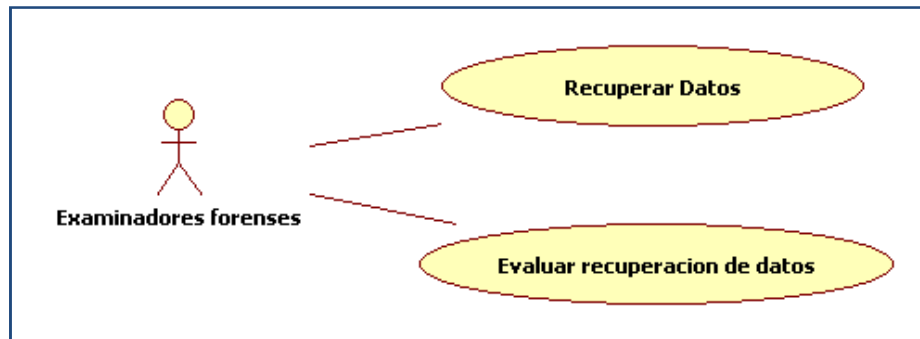 Recuperar Datos
Examinadores forenses
Evaluar recuperacion de datos